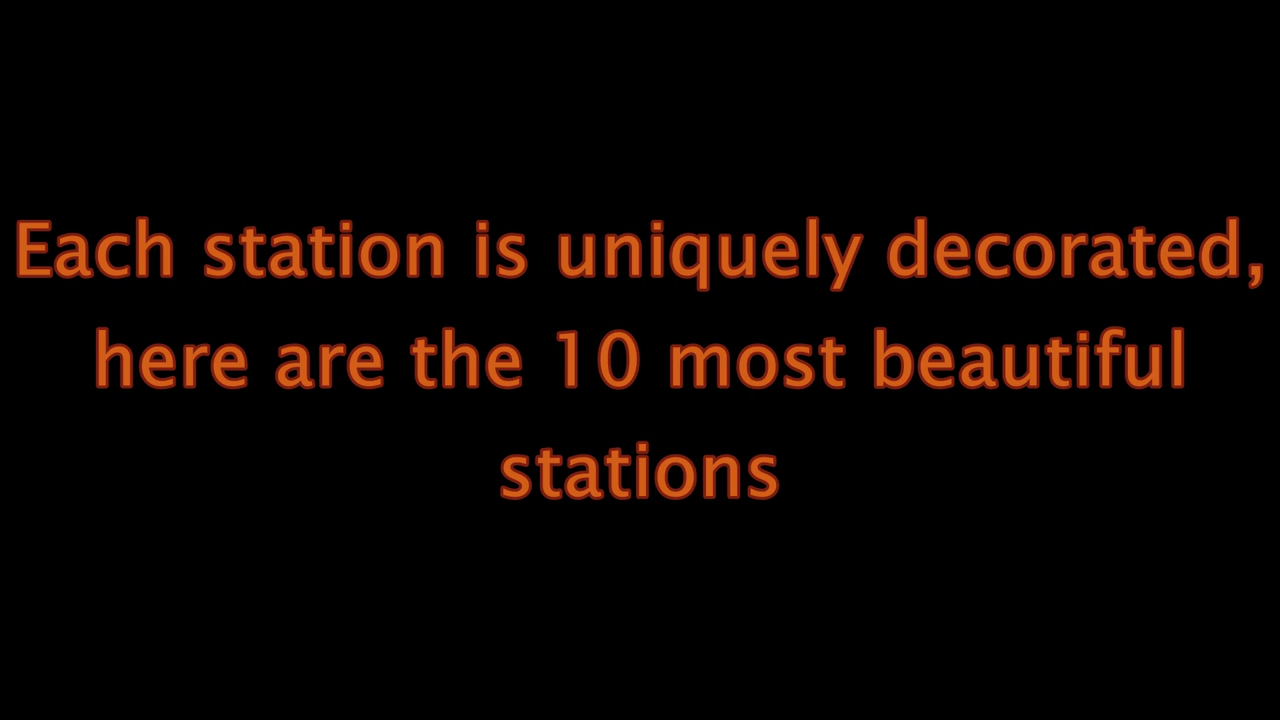 Each station is uniquely decorated,
here are the 10 most beautiful
stations